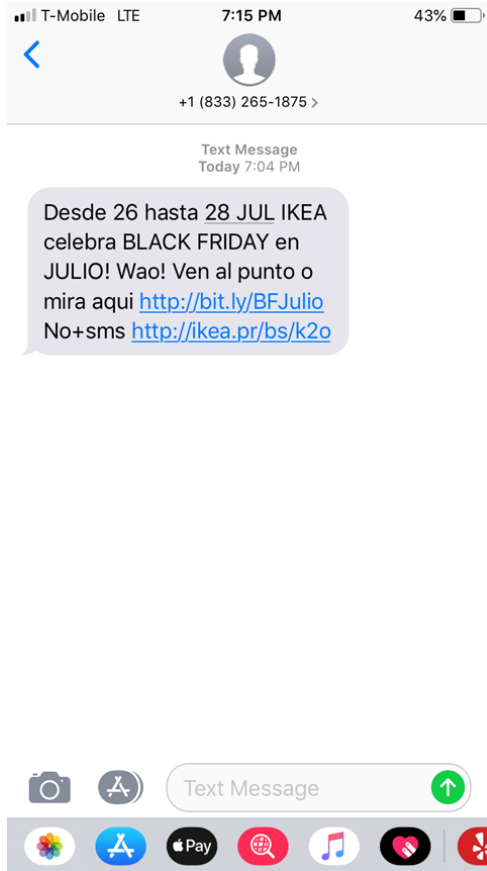 T-Mobile LTE 7:15 PM 43%
+1 (833) 265-1875 >
Text Message
Today 7:04 PM
Desde 26 hasta 28 JUL IKEA
celebra BLACK FRIDAY en
JULIO! Wao! Ven al punto o
mira aqui http://bit.ly/BFJulio
No+sms http://ikea.pr/bs/k2o
Text Message
Pay